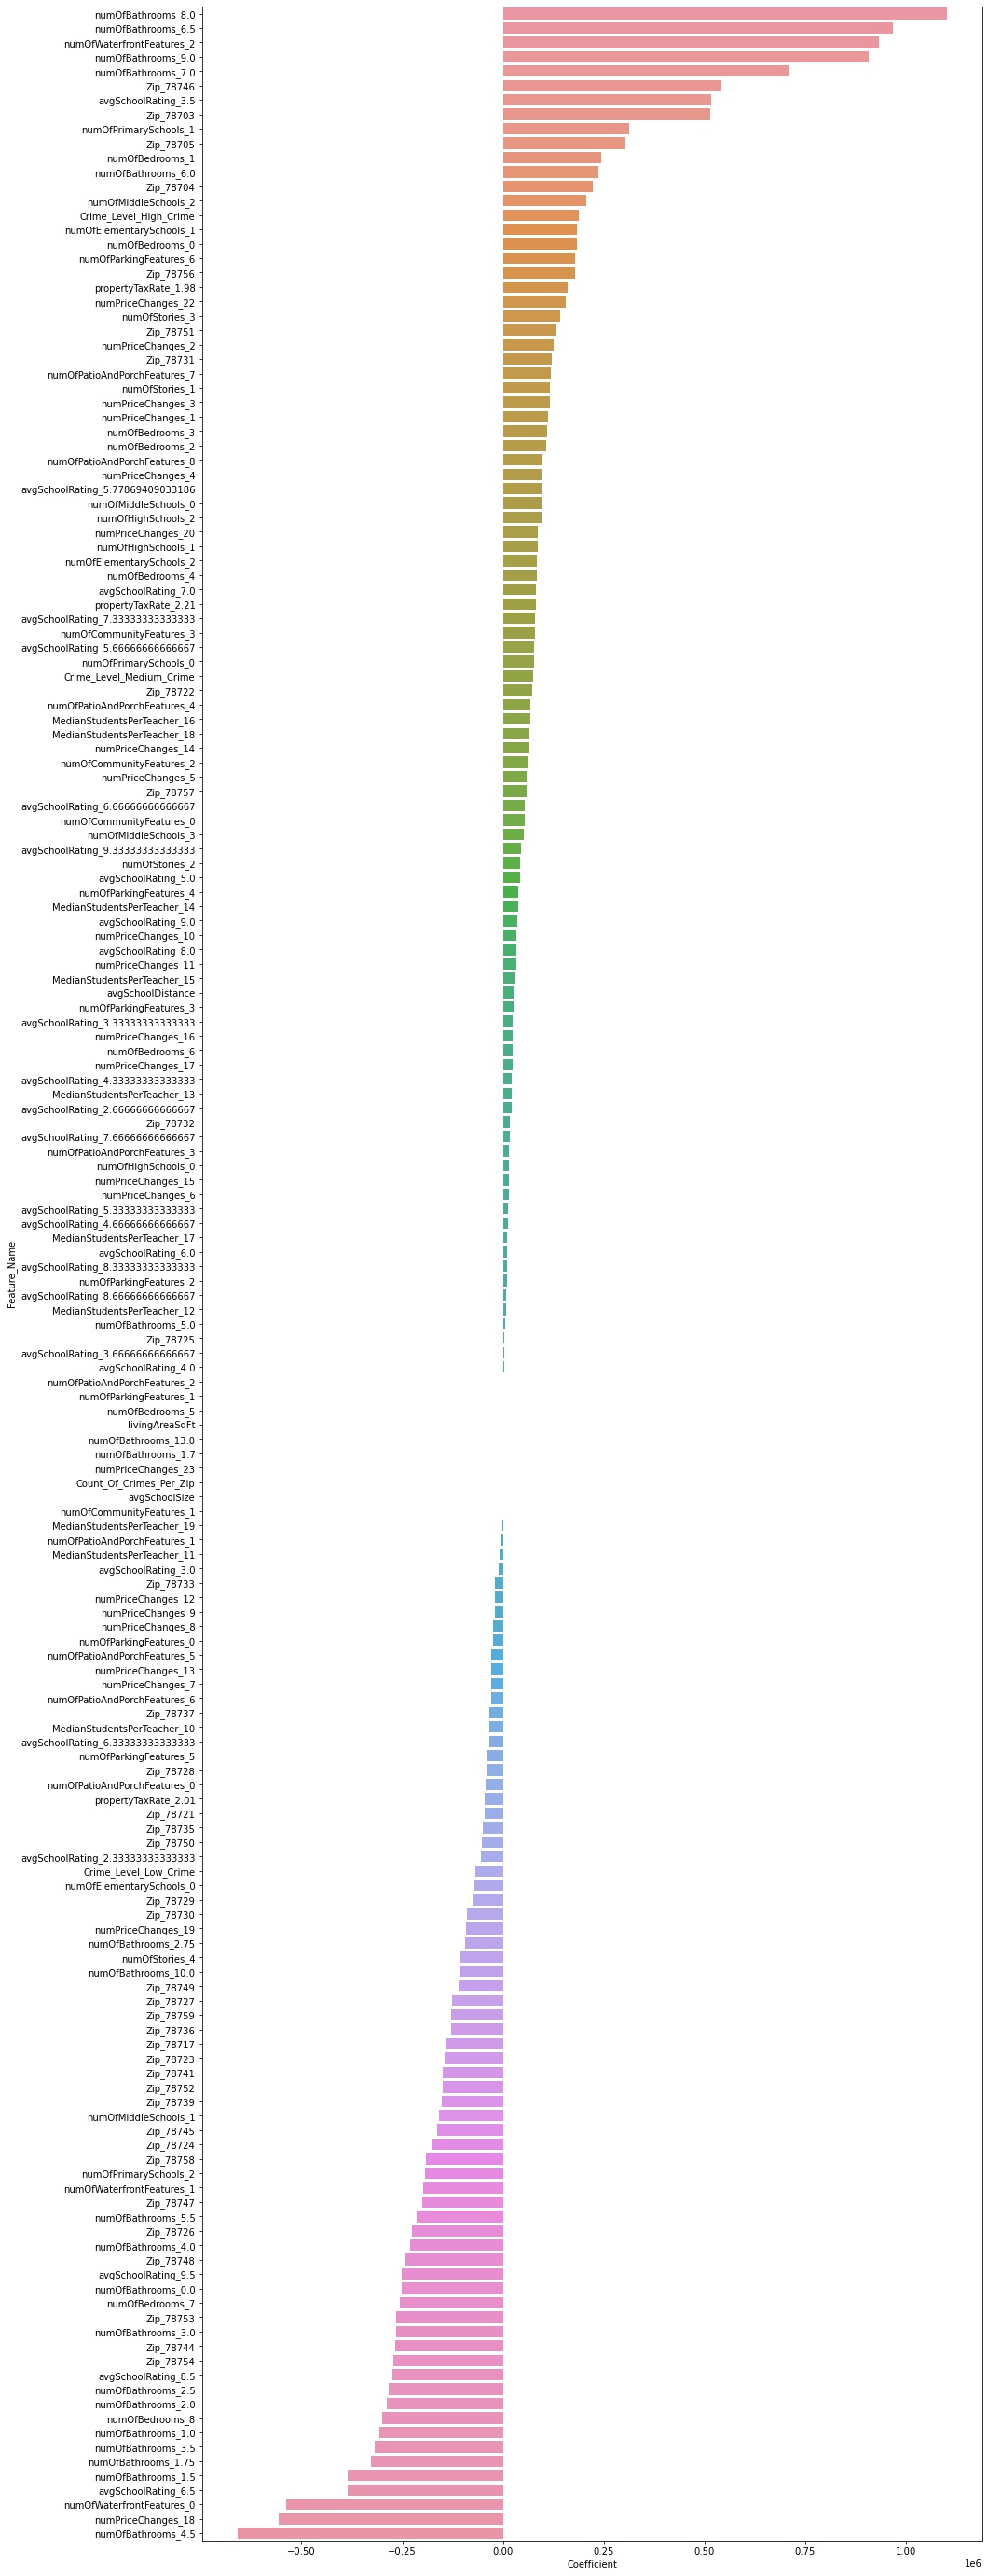 numOfBathrooms_8.0
numOfBathrooms_6.5
numOfWaterfrontFeatures_2
numOfBathrooms_9.0
numOfBathrooms_7.0
Zip_78746
avgSchoolRating_3.5
Zip_78703
numOfPrimarySchools_1
Zip_78705
numOfBedrooms_1
numOfBathrooms_6.0
Zip_78704
numOfMiddleSchools_2
Crime_Level_High_Crime
numOfElementarySchools_1
numOfBedrooms_0
numOfParkingFeatures_6
Zip_78756
propertyTaxRate_1.98
numPriceChanges_22
numOfStories_3
Zip_78751
numPriceChanges_2
Zip_78731
numOfPatioAndPorchFeatures_7
numOfStories_1
numPriceChanges_3
numPriceChanges_1
numOfBedrooms_3
numOfBedrooms_2
numOfPatioAndPorchFeatures_8
numPriceChanges_4
avgSchoolRating_5.77869409033186
numOfMiddleSchools_0
numOfHighSchools_2
numPriceChanges_20
numOfHighSchools_1
numOfElementarySchools_2
numOfBedrooms_4
avgSchoolRating_7.0
propertyTaxRate_2.21
avgSchoolRating_7.33333333333333
numOfCommunityFeatures_3
avgSchoolRating_5.66666666666667
numOfPrimarySchools_0
Crime_Level_Medium_Crime
Zip_78722
numOfPatioAndPorchFeatures_4
MedianStudentsPerTeacher_16
MedianStudentsPerTeacher_18
numPriceChanges_14
numOfCommunityFeatures_2
numPriceChanges_5
Zip_78757
avgSchoolRating_6.66666666666667
numOfCommunityFeatures_0
numOfMiddleSchools_3
avgSchoolRating_9.33333333333333
numOfStories_2
avgSchoolRating_5.0
numOfParkingFeatures_4
MedianStudentsPerTeacher_14
avgSchoolRating_9.0
numPriceChanges_10
avgSchoolRating_8.0
numPriceChanges_11
MedianStudentsPerTeacher_15
avgSchoolDistance
numOfParkingFeatures_3
avgSchoolRating_3.33333333333333
numPriceChanges_16
numOfBedrooms_6
numPriceChanges_17
avgSchoolRating_4.33333333333333
MedianStudentsPerTeacher_13
avgSchoolRating_2.66666666666667
Zip_78732
avgSchoolRating_7.66666666666667
numOfPatioAndPorchFeatures_3
numOfHighSchools_0
numPriceChanges_15
numPriceChanges_6
avgSchoolRating_5.33333333333333
avgSchoolRating_4.66666666666667
MedianStudentsPerTeacher_17
avgSchoolRating_6.0
avgSchoolRating_8.33333333333333
numOfParkingFeatures_2
avgSchoolRating_8.66666666666667
MedianStudentsPerTeacher_12
numOfBathrooms_5.0
Zip_78725
avgSchoolRating_3.66666666666667
avgSchoolRating_4.0
numOfPatioAndPorchFeatures_2
numOfParkingFeatures_1
numOfBedrooms_5
livingAreaSqFt
numOfBathrooms_13.0
numOfBathrooms_1.7
numPriceChanges_23
Count_Of_Crimes_Per_Zip
avgSchoolSize
numOfCommunityFeatures_1
MedianStudentsPerTeacher_19
numOfPatioAndPorchFeatures_1
MedianStudentsPerTeacher_11
avgSchoolRating_3.0
Zip_78733
numPriceChanges_12
numPriceChanges_9
numPriceChanges_8
numOfParkingFeatures_0
numOfPatioAndPorchFeatures_5
numPriceChanges_13
numPriceChanges_7
numOfPatioAndPorchFeatures_6
Zip_78737
MedianStudentsPerTeacher_10
avgSchoolRating_6.33333333333333
numOfParkingFeatures_5
Zip_78728
numOfPatioAndPorchFeatures_0
propertyTaxRate_2.01
Zip_78721
Zip_78735
Zip_78750
avgSchoolRating_2.33333333333333
Crime_Level_Low_Crime
numOfElementarySchools_0
Zip_78729
Zip_78730
numPriceChanges_19
numOfBathrooms_2.75
numOfStories_4
numOfBathrooms_10.0
Zip_78749
Zip_78727
Zip_78759
Zip_78736
Zip_78717
Zip_78723
Zip_78741
Zip_78752
Zip_78739
numOfMiddleSchools_1
Zip_78745
Zip_78724
Zip_78758
numOfPrimarySchools_2
numOfWaterfrontFeatures_1
Zip_78747
numOfBathrooms_5.5
Zip_78726
numOfBathrooms_4.0
Zip_78748
avgSchoolRating_9.5
numOfBathrooms_0.0
numOfBedrooms_7
Zip_78753
numOfBathrooms_3.0
Zip_78744
Zip_78754
avgSchoolRating_8.5
numOfBathrooms_2.5
numOfBathrooms_2.0
numOfBedrooms_8
numOfBathrooms_1.0
numOfBathrooms_3.5
numOfBathrooms_1.75
numOfBathrooms_1.5
avgSchoolRating_6.5
numOfWaterfrontFeatures_0
numPriceChanges_18
numOfBathrooms_4.5
Feature_Name
−0.50 −0.25 0.00 0.25 0.50 0.75 1.00
1e6
Coefficient